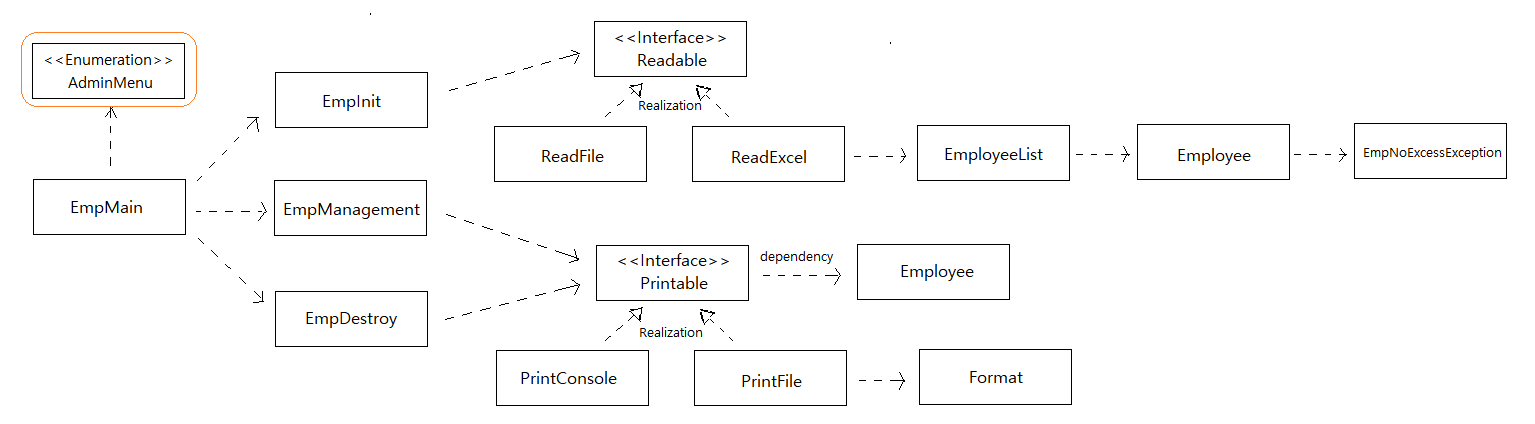 <<Enumeration>>
AdminMenu
EmpMain
EmpInit
EmpManagement
EmpDestroy
<<Interface>>
Readable
Realization
ReadFile
ReadExcel
EmployeeList
Employee
EmpNoExcessException
<<Interface>>
Printable
dependency
Employee
Realization
PrintConsole
PrintFile
Format